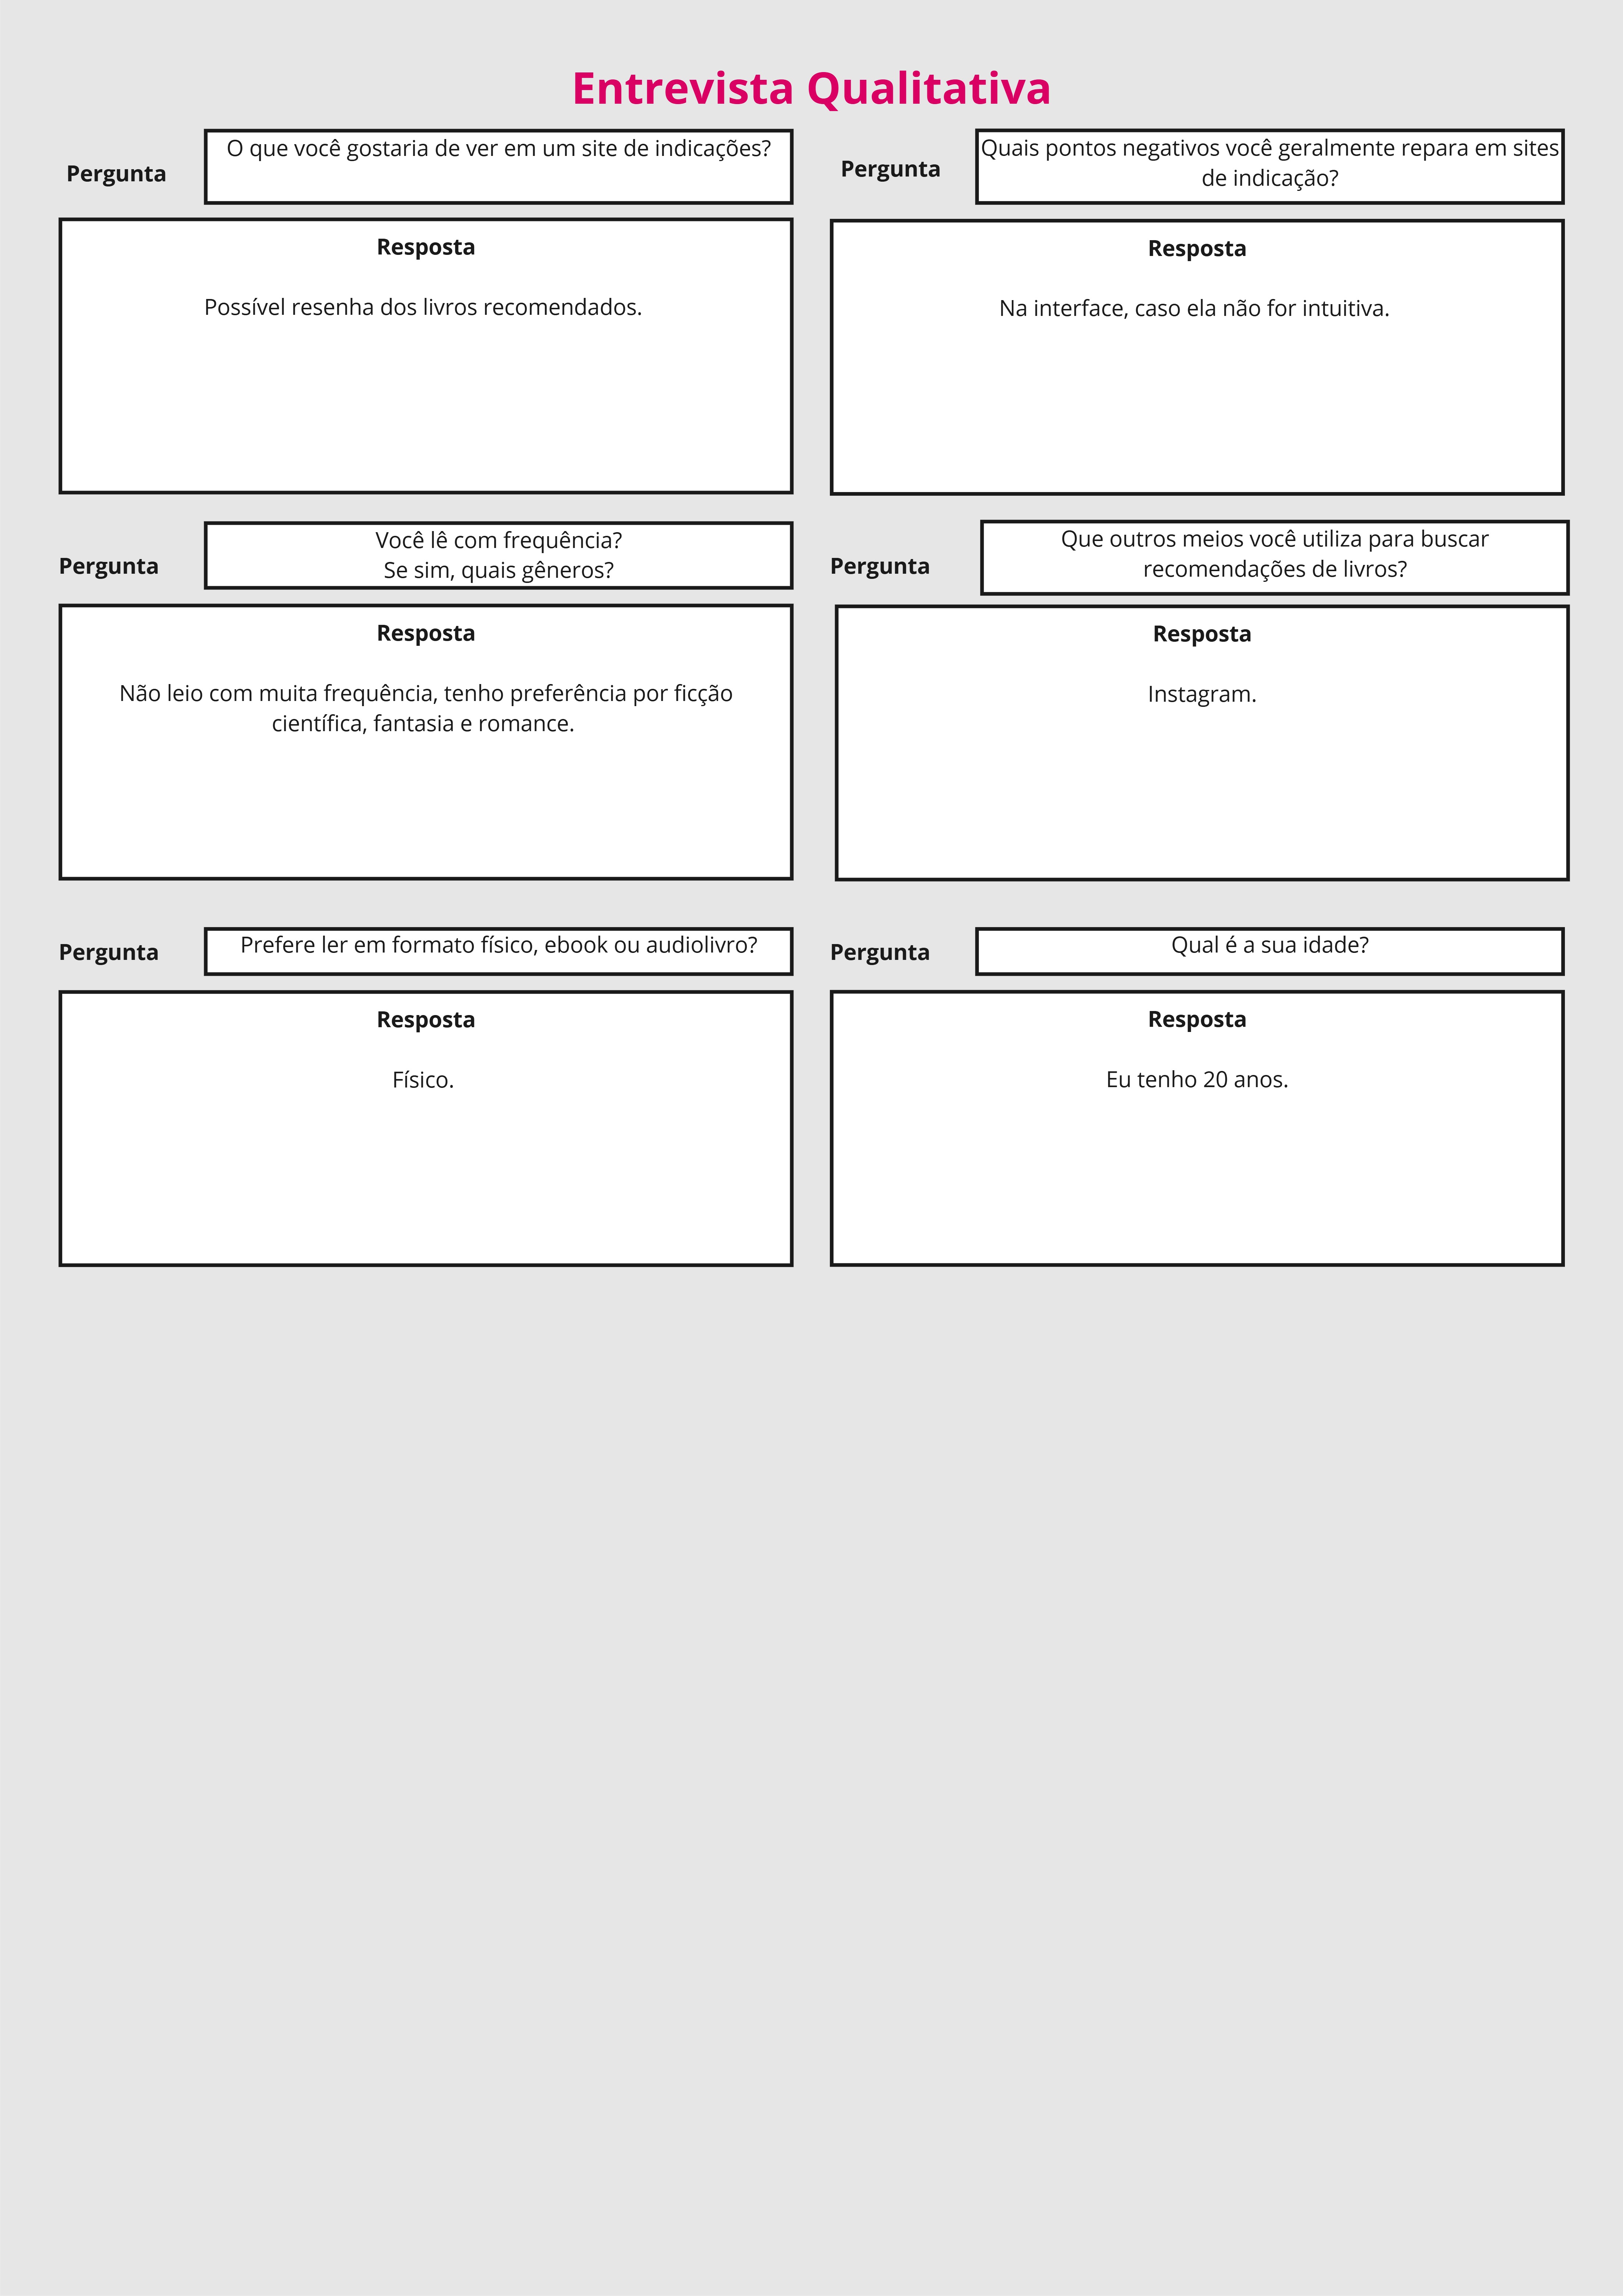 Entrevista Qualitativa
Pergunta
O que você gostaria de ver em um site de indicações?
Resposta
Possível resenha dos livros recomendados.
Pergunta
Quais pontos negativos você geralmente repara em sites
de indicação?
Resposta
Na interface, caso ela não for intuitiva.
Pergunta
Você lê com frequência?
Se sim, quais gêneros?
Resposta
Não leio com muita frequência, tenho preferência por ficção
científica, fantasia e romance.
Pergunta
Que outros meios você utiliza para buscar
recomendações de livros?
Resposta
Instagram.
Pergunta
Prefere ler em formato físico, ebook ou audiolivro?
Resposta
Físico.
Pergunta
Qual é a sua idade?
Resposta
Eu tenho 20 anos.